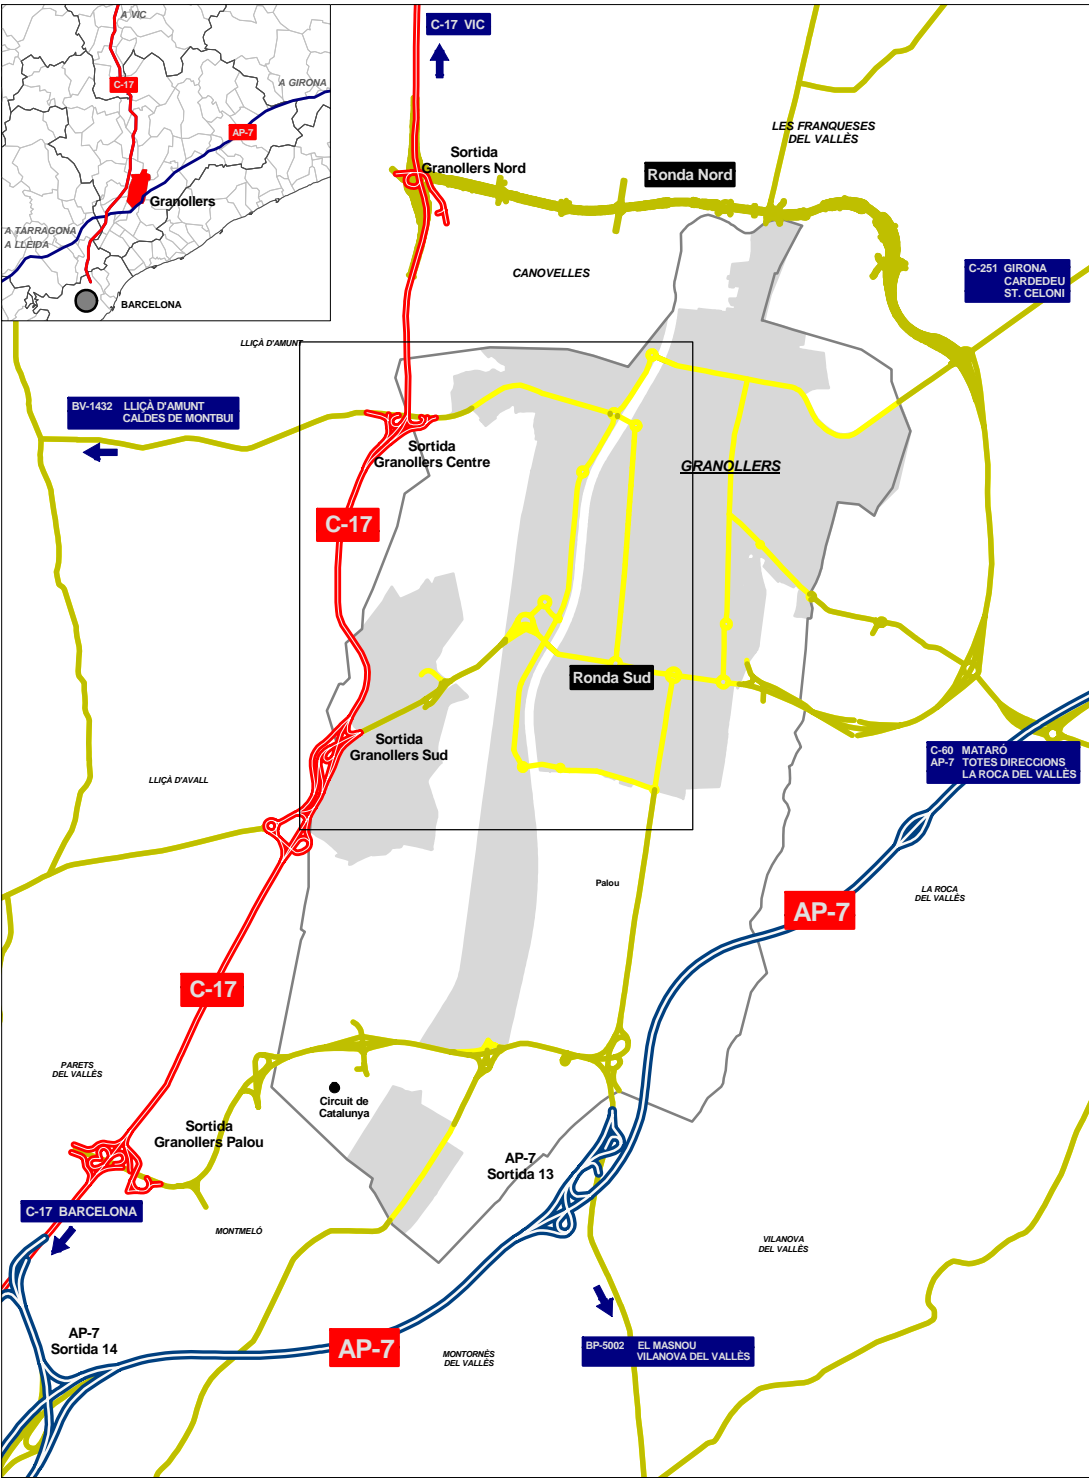 A VIC
C-17
A GIRONA
AP-7
Granollers
A TARRAGONA
A LLEIDA
BARCELONA
C-17 VIC
LES FRANQUESES
DEL VALLÈS
Sortida
Granollers Nord
Ronda Nord
CANOVELLES
C-251 GIRONA
CARDEDEU
ST. CELONI
LLIÇÀ D'AMUNT
BV-1432 LLIÇÀ D'AMUNT
CALDES DE MONTBUI
Sortida
Granollers Centre
GRANOLLERS
C-17
Ronda Sud
Sortida
Granollers Sud
C-60 MATARÓ
AP-7 TOTES DIRECCIONS
LA ROCA DEL VALLÈS
LLIÇÀ D'AVALL
Palou
LA ROCA
DEL VALLÈS
AP-7
C-17
PARETS
DEL VALLÈS
Circuit de
Catalunya
Sortida
Granollers Palou
AP-7
Sortida 13
C-17 BARCELONA
MONTMELÓ
VILANOVA
DEL VALLÈS
AP-7
Sortida 14
AP-7
MONTORNÈS
DEL VALLÈS
BP-5002 EL MASNOU
VILANOVA DEL VALLÈS